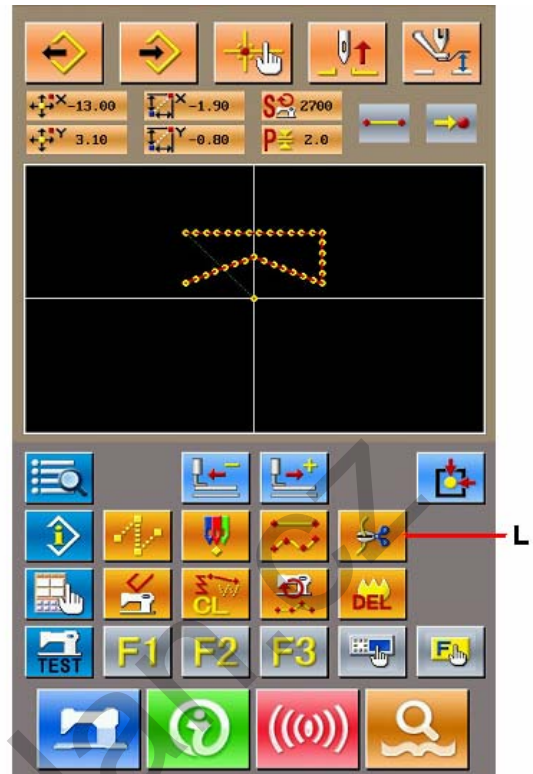 X -13.00 X -1.90 S 2700
Y 3.10 Y -0.80 P 2.0
L
CL DEL
TEST F1 F2 F3 F